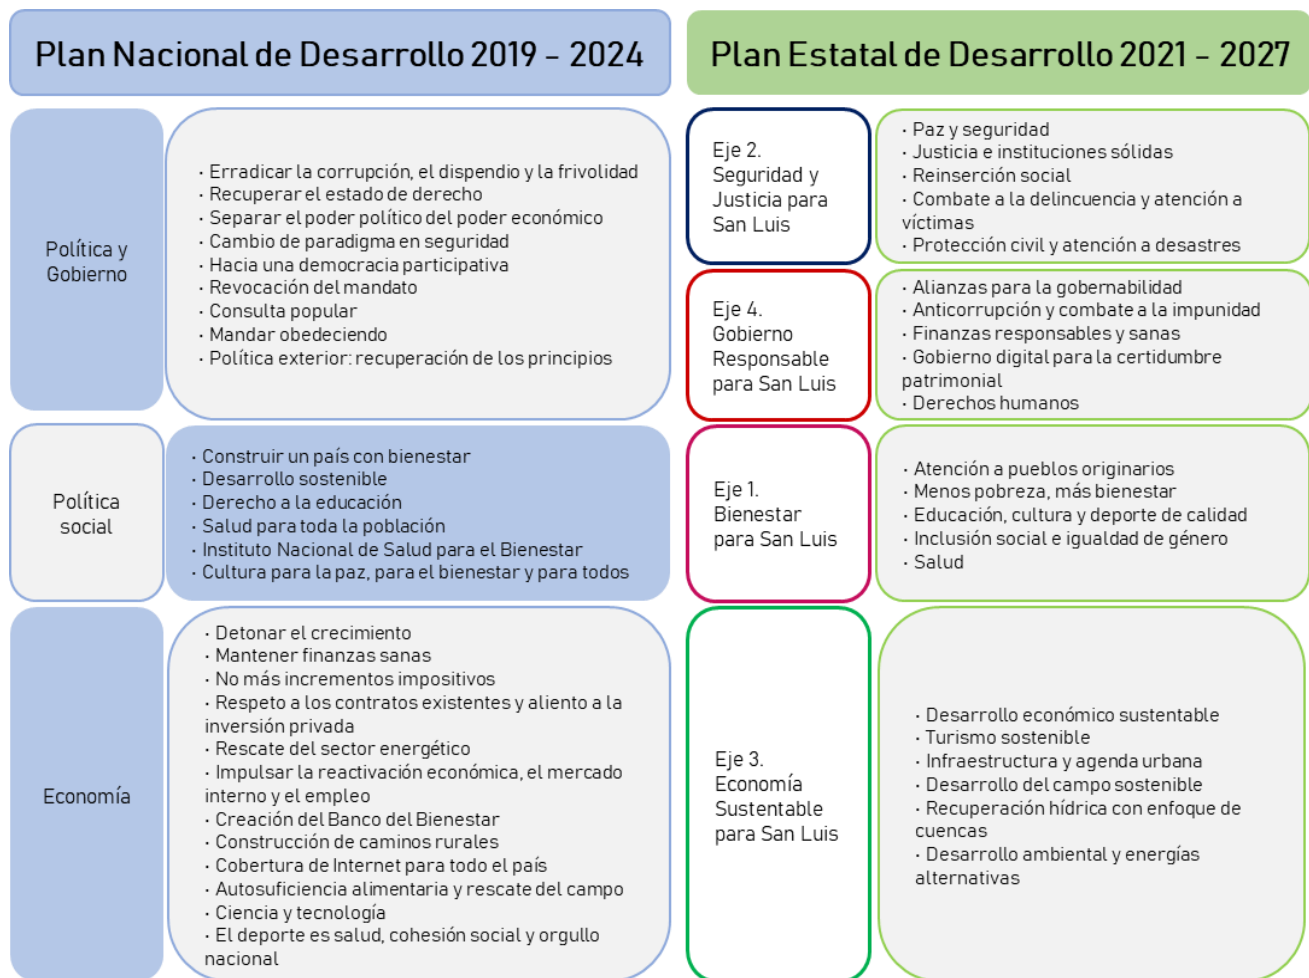 Plan Nacional de Desarrollo 2019 - 2024
Plan Estatal de Desarrollo 2021 - 2027
Política y
Gobierno
· Erradicar la corrupción, el dispendio y la frivolidad
· Recuperar el estado de derecho
· Separar el poder político del poder económico
· Cambio de paradigma en seguridad
· Hacia una democracia participativa
· Revocación del mandato
· Consulta popular
· Mandar obedeciendo
· Política exterior: recuperación de los principios
Eje 2.
Seguridad y
Justicia para
San Luis
· Paz y seguridad
· Justicia e instituciones sólidas
· Reinserción social
· Combate a la delincuencia y atención a
víctimas
· Protección civil y atención a desastres
Eje 4.
Gobierno
Responsable
para San Luis
· Alianzas para la gobernabilidad
· Anticorrupción y combate a la impunidad
· Finanzas responsables y sanas
· Gobierno digital para la certidumbre
patrimonial
· Derechos humanos
Política
social
· Construir un país con bienestar
· Desarrollo sostenible
· Derecho a la educación
· Salud para toda la población
· Instituto Nacional de Salud para el Bienestar
· Cultura para la paz, para el bienestar y para todos
Eje 1.
Bienestar
para San Luis
· Atención a pueblos originarios
· Menos pobreza, más bienestar
· Educación, cultura y deporte de calidad
· Inclusión social e igualdad de género
· Salud
Economía
· Detonar el crecimiento
· Mantener finanzas sanas
· No más incrementos impositivos
· Respeto a los contratos existentes y aliento a la
inversión privada
· Rescate del sector energético
· Impulsar la reactivación económica, el mercado
interno y el empleo
· Creación del Banco del Bienestar
· Construcción de caminos rurales
· Cobertura de Internet para todo el país
· Autosuficiencia alimentaria y rescate del campo
· Ciencia y tecnología
· El deporte es salud, cohesión social y orgullo
nacional
Eje 3.
Economía
Sustentable
para San Luis
· Desarrollo económico sustentable
· Turismo sostenible
· Infraestructura y agenda urbana
· Desarrollo del campo sostenible
· Recuperación hídrica con enfoque de
cuencas
· Desarrollo ambiental y energías
alternativas